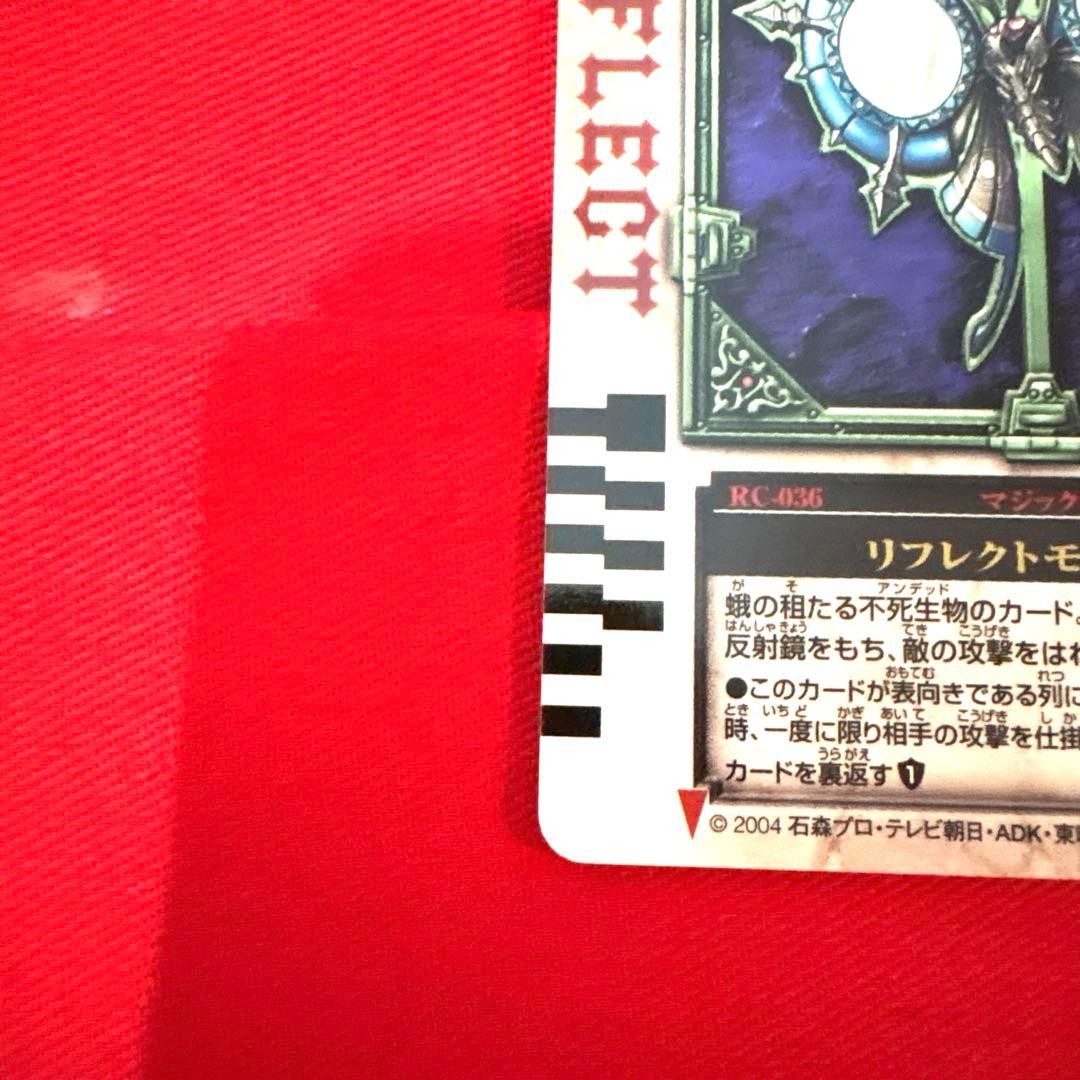 EFLECT
RC-036 マジック
リフレクトモ
蛾の祖たる不死生物のカード。
が そ アンデッド
反射鏡をもち、敵の攻撃をはね
はんしゃきょう てき こうげき
●このカードが表向きである列に
おもてむ れつ
時、一度に限り相手の攻撃を仕掛
とき いちど かぎ あいて こうげき しか
カードを裏返す 1
うらがえ
© 2004 石森プロ・テレビ朝日・ADK・東